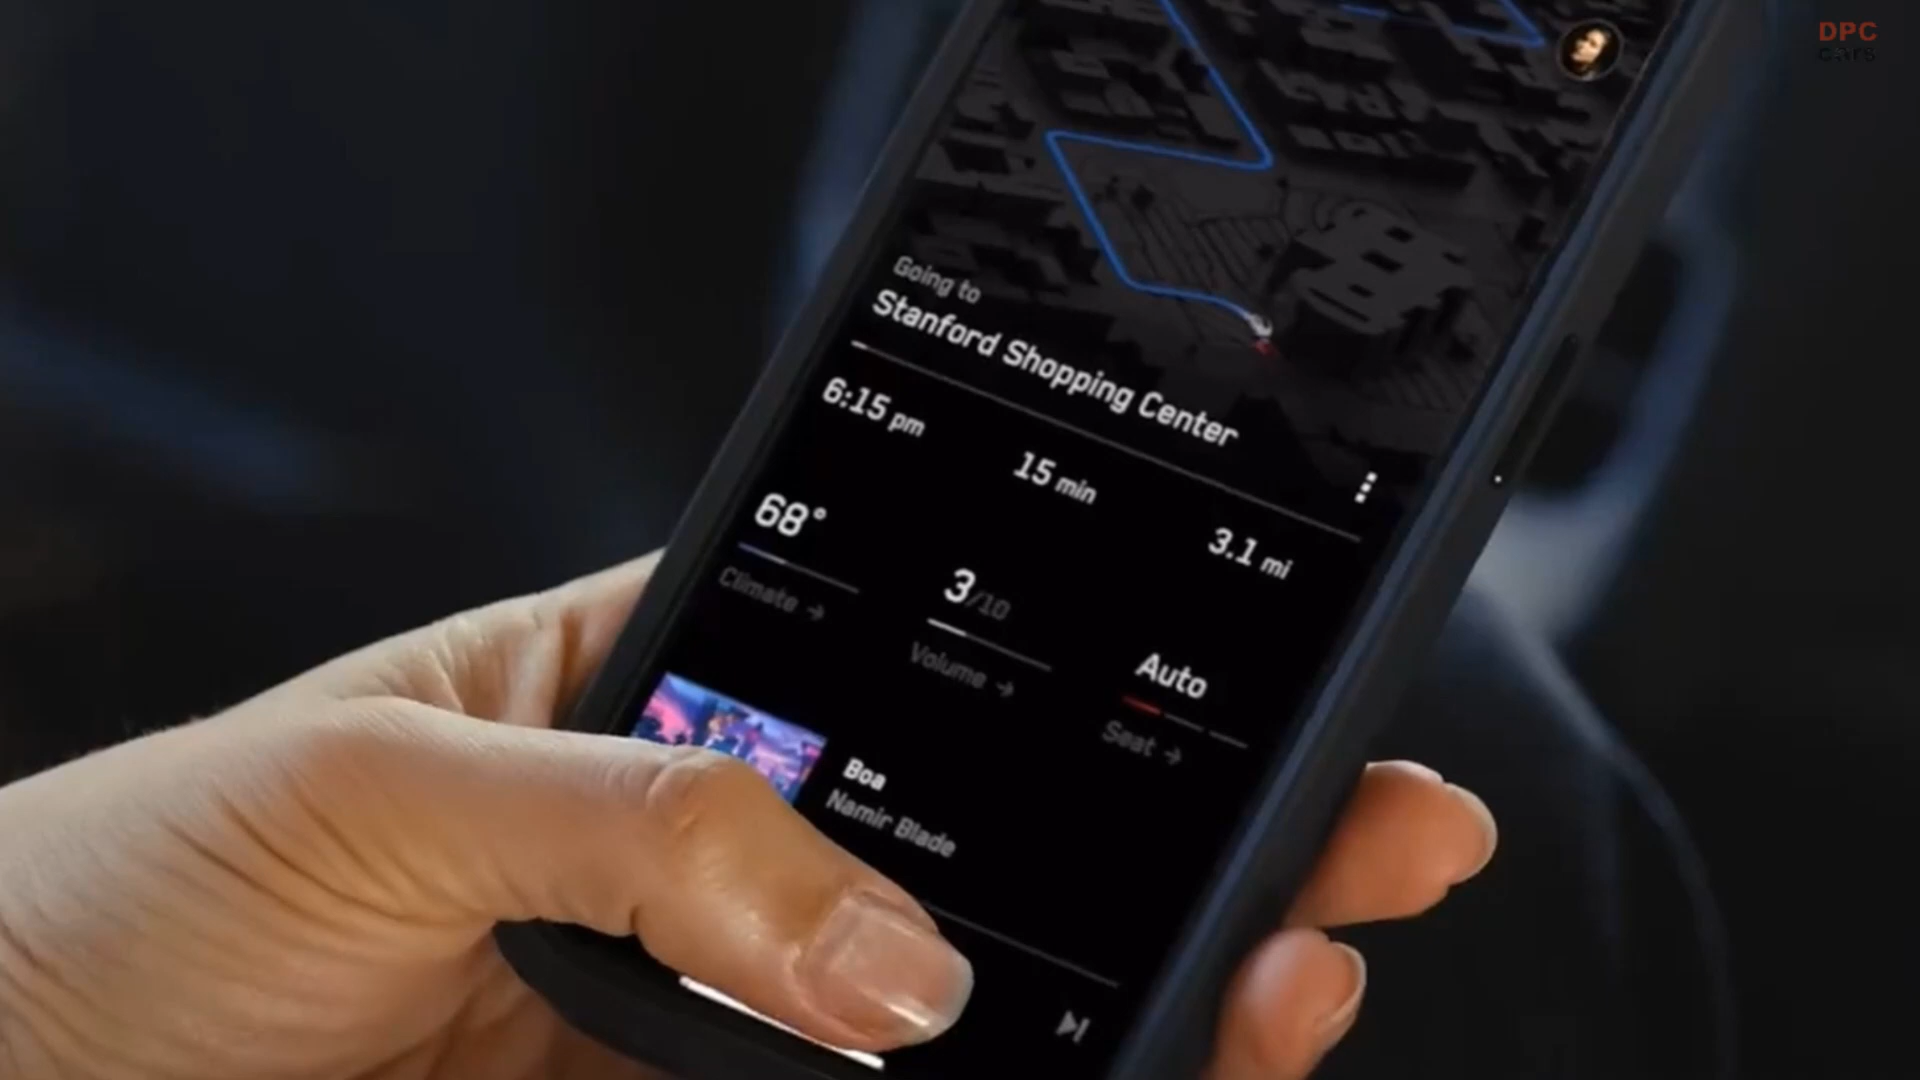 DPC
cars
Going to
Stanford Shopping Center
6:15 pm
15 min
3.1 mi
68°
Climate →
3/10
Volume →
Auto
Seat →
Boa
Namir Blade